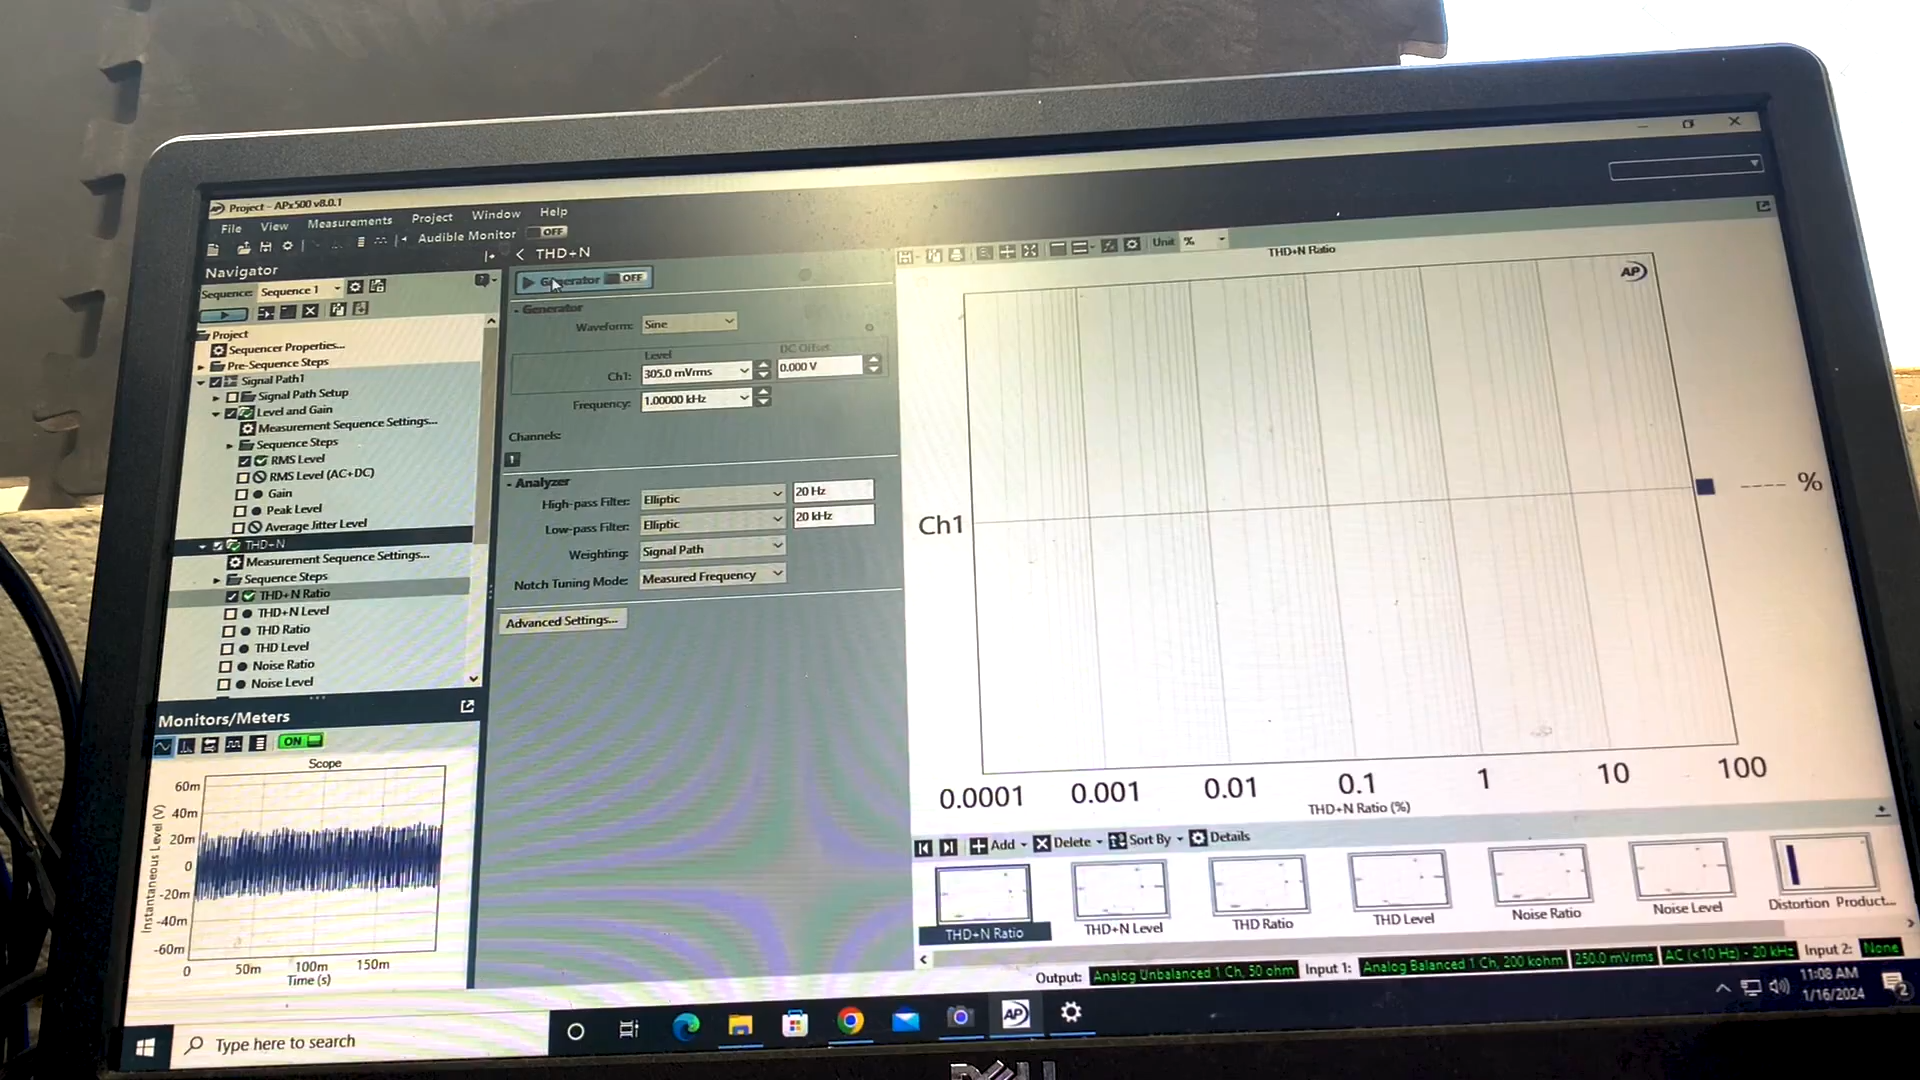 Project - APx500 v8.0.1
File View Measurements Project Window Help
Audible Monitor OFF
Navigator
Sequence: Sequence 1
Project
Sequencer Properties...
Pre-Sequence Steps
Signal Path1
Signal Path Setup
Level and Gain
Measurement Sequence Settings...
Sequence Steps
RMS Level
RMS Level (AC+DC)
Gain
Peak Level
Average Jitter Level
THD+N
Measurement Sequence Settings...
Sequence Steps
THD+N Ratio
THD+N Level
THD Ratio
THD Level
Noise Ratio
Noise Level
Monitors/Meters
ON
Scope
Instantaneous Level (V)
60m
40m
20m
0
-20m
-40m
-60m
0 50m 100m 150m
Time (s)
THD+N
Generator OFF
Generator
Waveform: Sine
Level
DC Offset
Ch1: 305.0 mVrms 0.000 V
Frequency: 1.00000 kHz
Channels:
1
Analyzer
High-pass Filter: Elliptic 20 Hz
Low-pass Filter: Elliptic 20 kHz
Weighting: Signal Path
Notch Tuning Mode: Measured Frequency
Advanced Settings...
Unit %
THD+N Ratio
AP
Ch1
---- %
0.0001 0.001 0.01 0.1 1 10 100
THD+N Ratio (%)
Add Delete Sort By Details
THD+N Ratio
THD+N Level
THD Ratio
THD Level
Noise Ratio
Noise Level
Distortion Product...
Output: Analog Unbalanced 1 Ch, 50 ohm Input 1: Analog Balanced 1 Ch, 200 kohm 250.0 mVrms AC (<10 Hz) - 20 kHz Input 2: None
Type here to search
AP
11:08 AM
1/16/2024
2
DELL